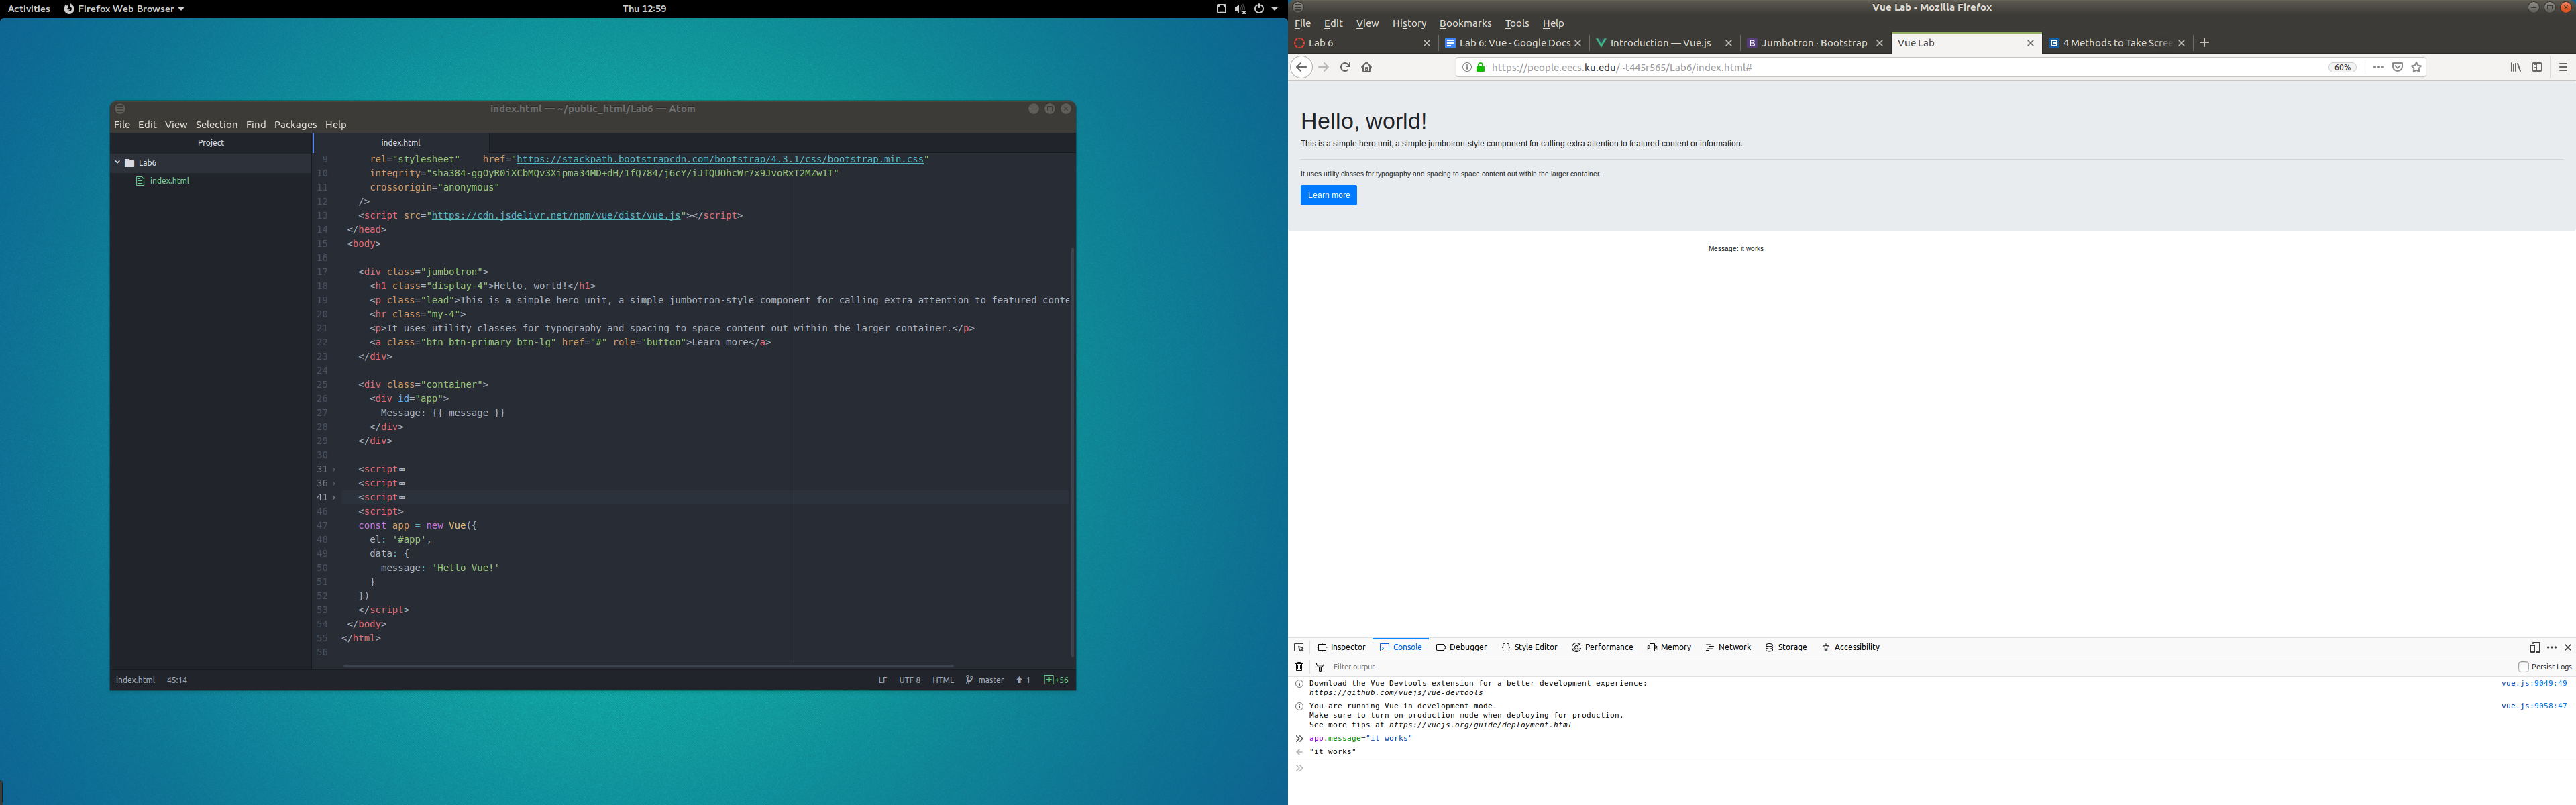 Activities Firefox Web Browser Thu 12:59
index.html — ~/public_html/Lab6 — Atom
File Edit View Selection Find Packages Help
Project
Lab6
index.html
index.html
9 rel="stylesheet" href="https://stackpath.bootstrapcdn.com/bootstrap/4.3.1/css/bootstrap.min.css"
10 integrity="sha384-ggOyR0iXCbMQv3Xipma34MD+dH/1fQ784/j6cY/iJTQUOhcWr7x9JvoRxT2MZw1T"
11 crossorigin="anonymous"
12 />
13 <script src="https://cdn.jsdelivr.net/npm/vue/dist/vue.js"></script>
14 </head>
15 <body>
16
17 <div class="jumbotron">
18 <h1 class="display-4">Hello, world!</h1>
19 <p class="lead">This is a simple hero unit, a simple jumbotron-style component for calling extra attention to featured conte
20 <hr class="my-4">
21 <p>It uses utility classes for typography and spacing to space content out within the larger container.</p>
22 <a class="btn btn-primary btn-lg" href="#" role="button">Learn more</a>
23 </div>
24
25 <div class="container">
26 <div id="app">
27 Message: {{ message }}
28 </div>
29 </div>
30
31 <script
36 <script
41 <script
46 <script>
47 const app = new Vue({
48 el: '#app',
49 data: {
50 message: 'Hello Vue!'
51 }
52 })
53 </script>
54 </body>
55 </html>
56
index.html 45:14 LF UTF-8 HTML master 1 +56
Vue Lab - Mozilla Firefox
File Edit View History Bookmarks Tools Help
Lab 6 Lab 6: Vue - Google Docs Introduction — Vue.js Jumbotron · Bootstrap Vue Lab 4 Methods to Take Scree
https://people.eecs.ku.edu/~t445r565/Lab6/index.html# 60%
Hello, world!
This is a simple hero unit, a simple jumbotron-style component for calling extra attention to featured content or information.
It uses utility classes for typography and spacing to space content out within the larger container.
Learn more
Message: it works
Inspector Console Debugger Style Editor Performance Memory Network Storage Accessibility
Filter output Persist Logs
Download the Vue Devtools extension for a better development experience: vue.js:9049:49
https://github.com/vuejs/vue-devtools
You are running Vue in development mode. vue.js:9058:47
Make sure to turn on production mode when deploying for production.
See more tips at https://vuejs.org/guide/deployment.html
app.message="it works"
"it works"